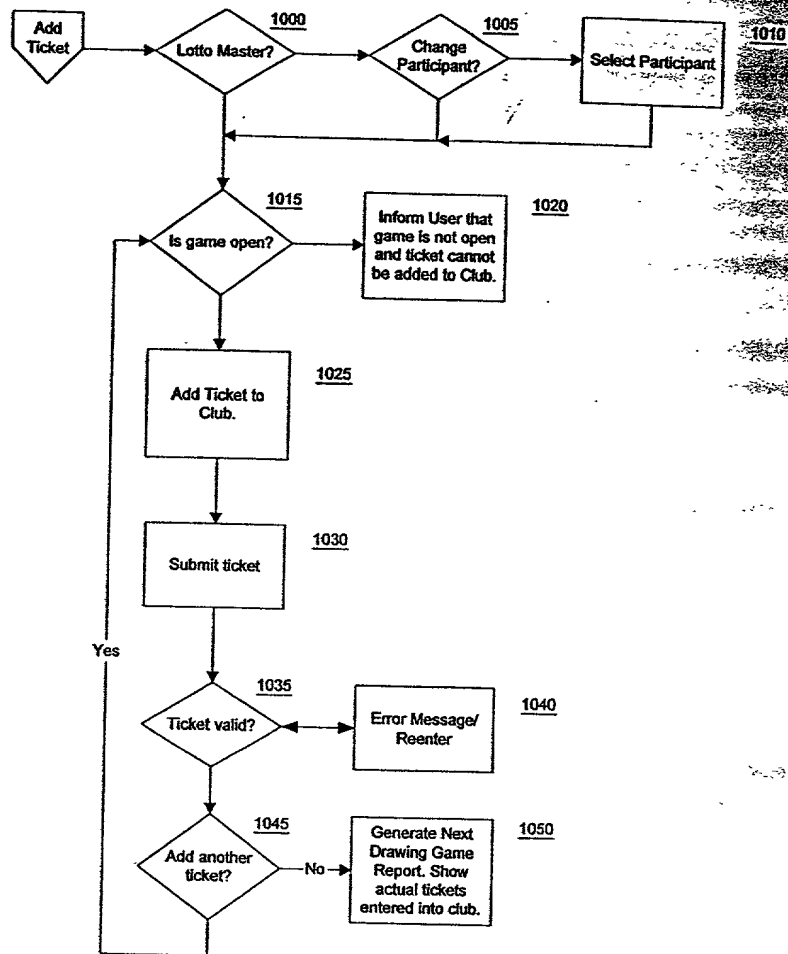 Add
Ticket
1000
Lotto Master?
1005
Change
Participant?
1010
Select Participant
1015
Is game open?
1020
Inform User that
game is not open
and ticket cannot
be added to Club.
1025
Add Ticket to
Club.
1030
Submit ticket
Yes
1035
Ticket valid?
1040
Error Message/
Reenter
1045
Add another
ticket?
No
1050
Generate Next
Drawing Game
Report. Show
actual tickets
entered into club.